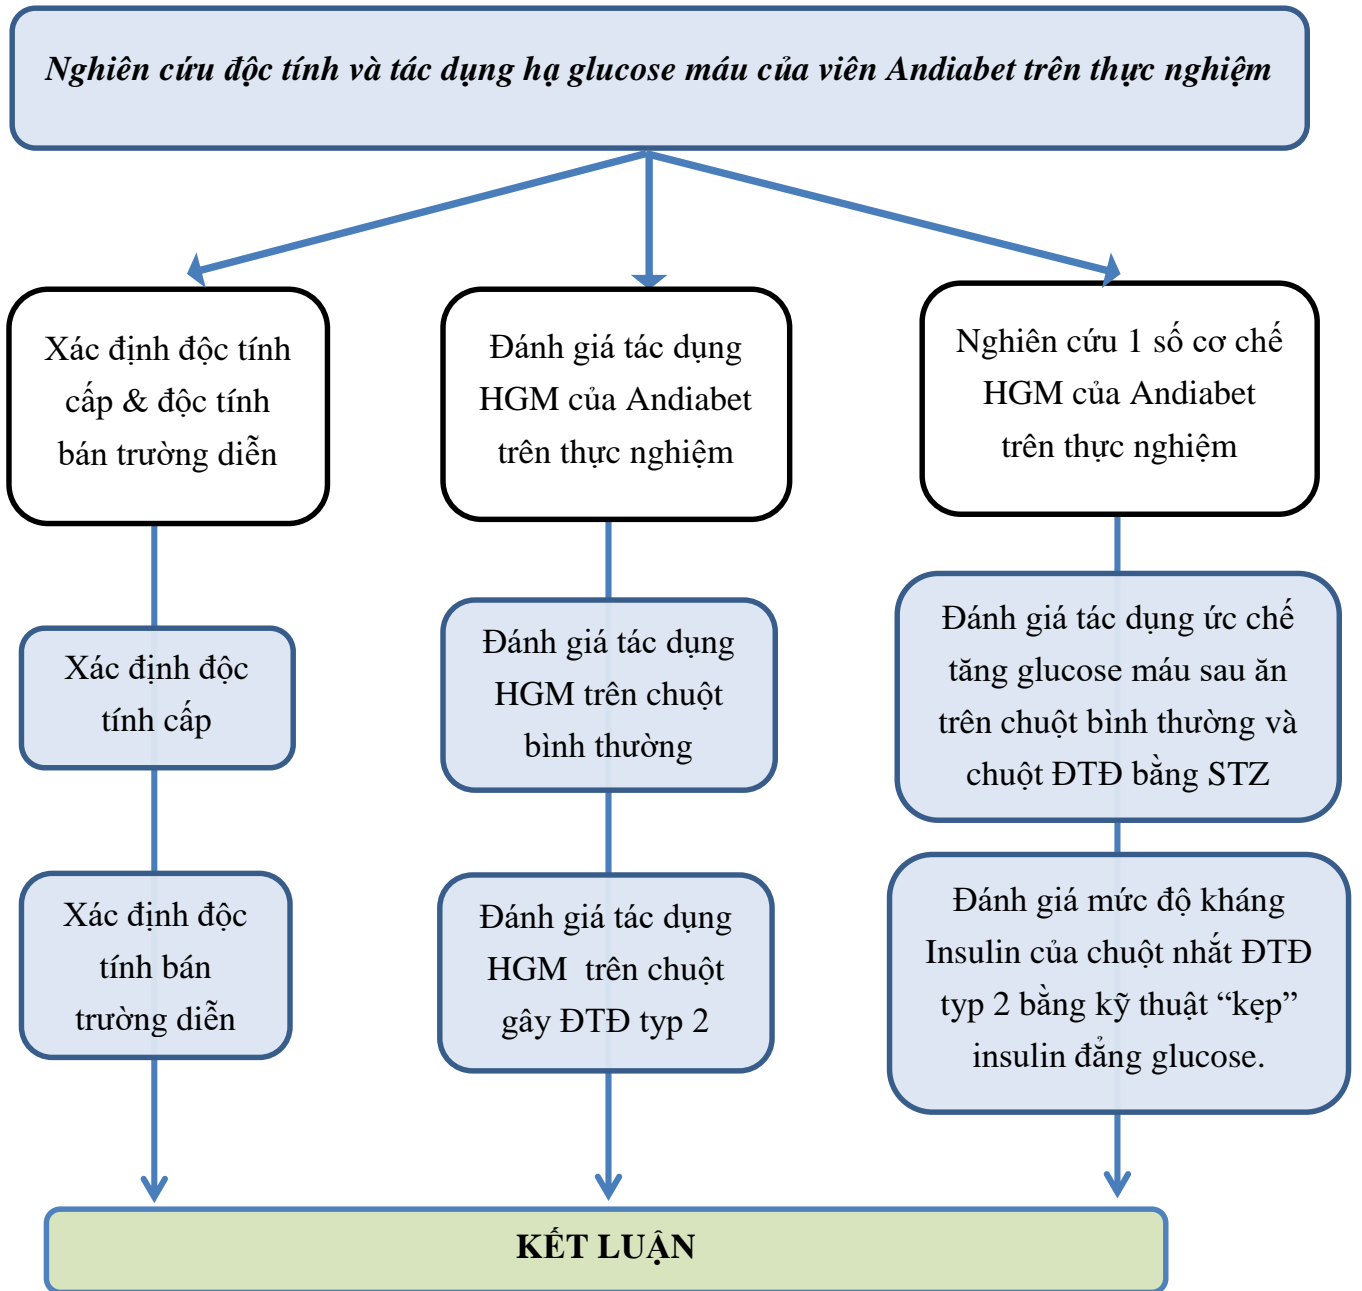 Nghiên cứu độc tính và tác dụng hạ glucose máu của viên Andiabet trên thực nghiệm
Xác định độc tính
cấp & độc tính
bán trường diễn
Xác định độc
tính cấp
Xác định độc
tính bán
trường diễn
Đánh giá tác dụng
HGM của Andiabet
trên thực nghiệm
Đánh giá tác dụng
HGM trên chuột
bình thường
Đánh giá tác dụng
HGM trên chuột
gây ĐTĐ typ 2
Nghiên cứu 1 số cơ chế
HGM của Andiabet
trên thực nghiệm
Đánh giá tác dụng ức chế
tăng glucose máu sau ăn
trên chuột bình thường và
chuột ĐTĐ bằng STZ
Đánh giá mức độ kháng
Insulin của chuột nhắt ĐTĐ
typ 2 bằng kỹ thuật “kẹp”
insulin đẳng glucose.
KẾT LUẬN